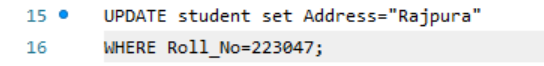 15 UPDATE student set Address="Rajpura"
16 WHERE Roll_No=223047;